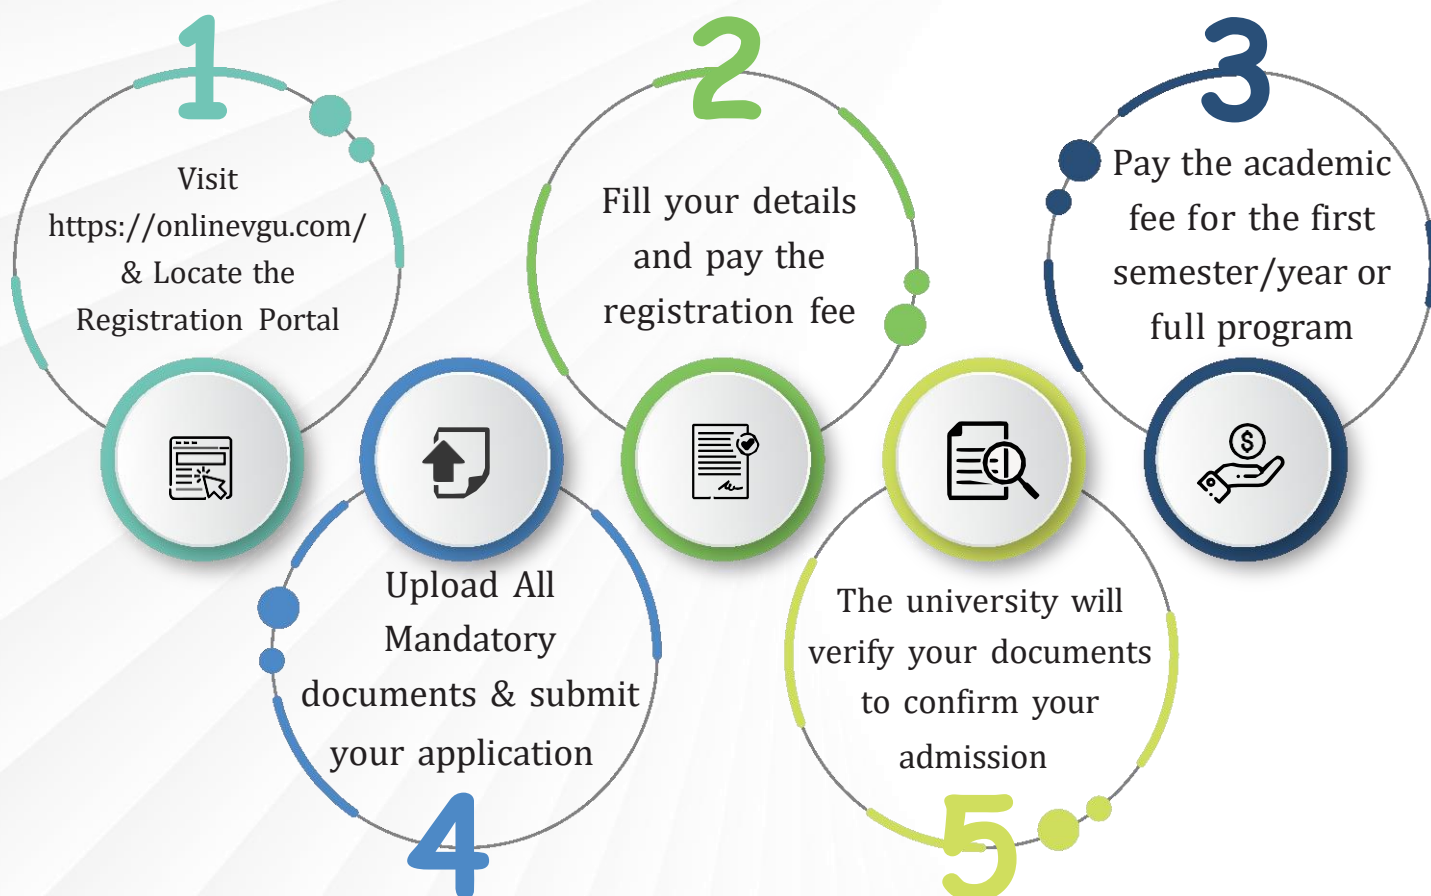 1
Visit
https://onlinevgu.com/
& Locate the
Registration Portal
2
Fill your details
and pay the
registration fee
3
Pay the academic
fee for the first
semester/year or
full program
Upload All
Mandatory
documents & submit
your application
4
The university will
verify your documents
to confirm your
admission
5